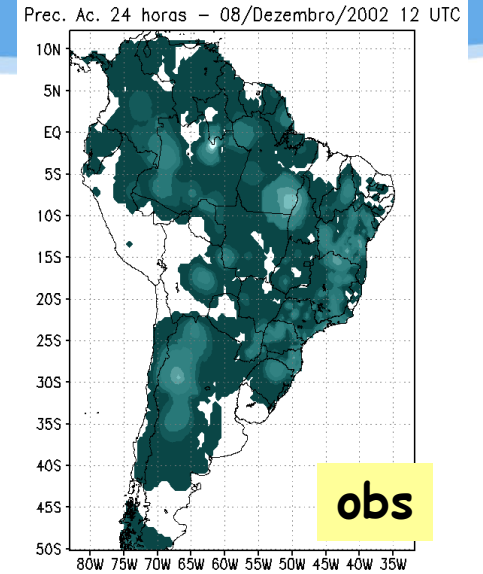 Prec. Ac. 24 horas – 08/Dezembro/2002 12 UTC
10N
5N
EQ
5S
10S
15S
20S
25S
30S
35S
40S
45S
50S
obs
80W 75W 70W 65W 60W 55W 50W 45W 40W 35W